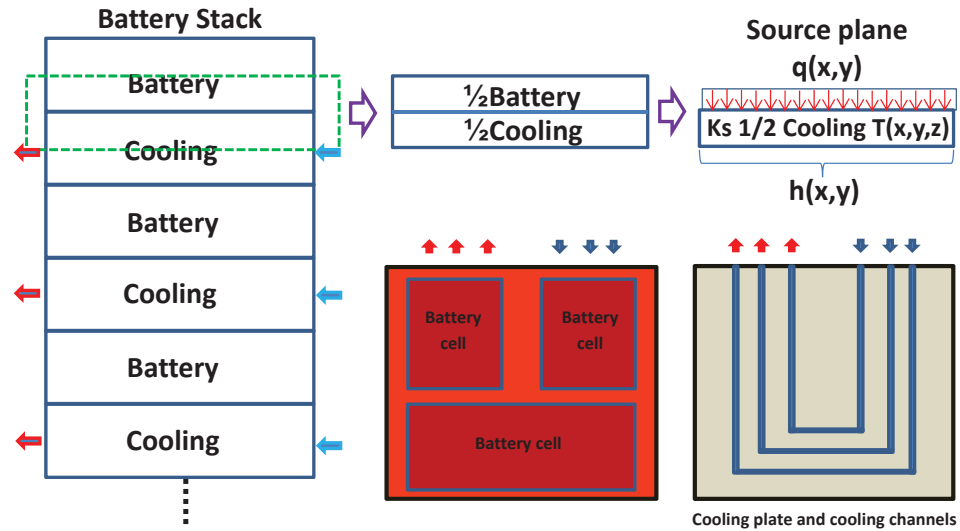 Battery Stack
Battery
Cooling
Battery
Cooling
Battery
Cooling
½Battery
½Cooling
Source plane
q(x,y)
Ks 1/2 Cooling T(x,y,z)
h(x,y)
Battery
cell
Battery
cell
Battery cell
Cooling plate and cooling channels